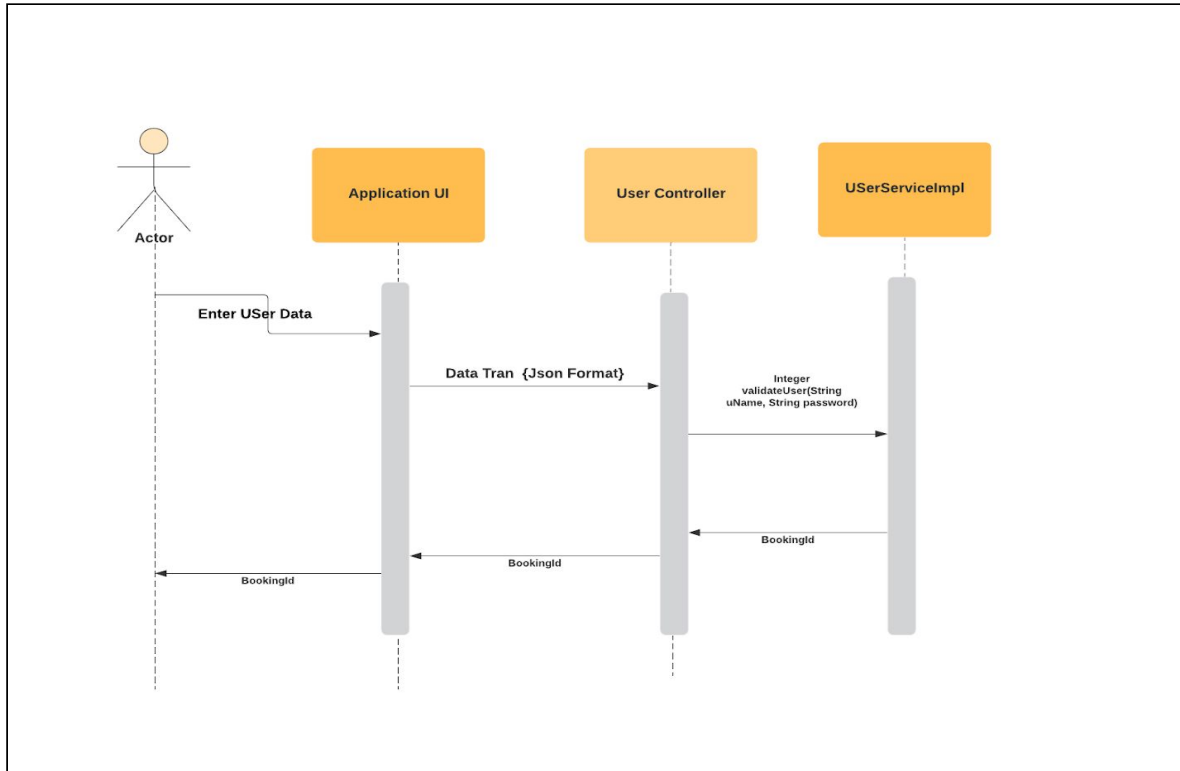 Application UI
User Controller
USerServiceImpl
Actor
Enter USer Data
Data Tran {Json Format}
Integer
validateUser(String
uName, String password)
BookingId
BookingId
BookingId